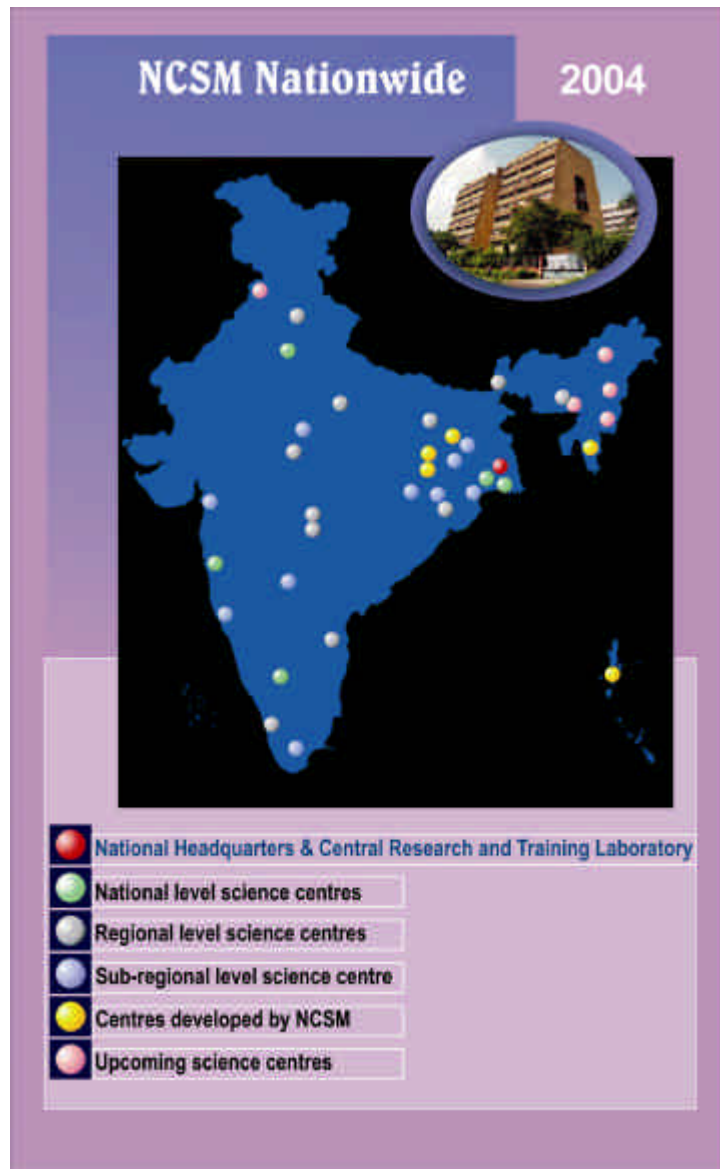 NCSM Nationwide 2004
National Headquarters & Central Research and Training Laboratory
National level science centres
Regional level science centres
Sub-regional level science centre
Centres developed by NCSM
Upcoming science centres